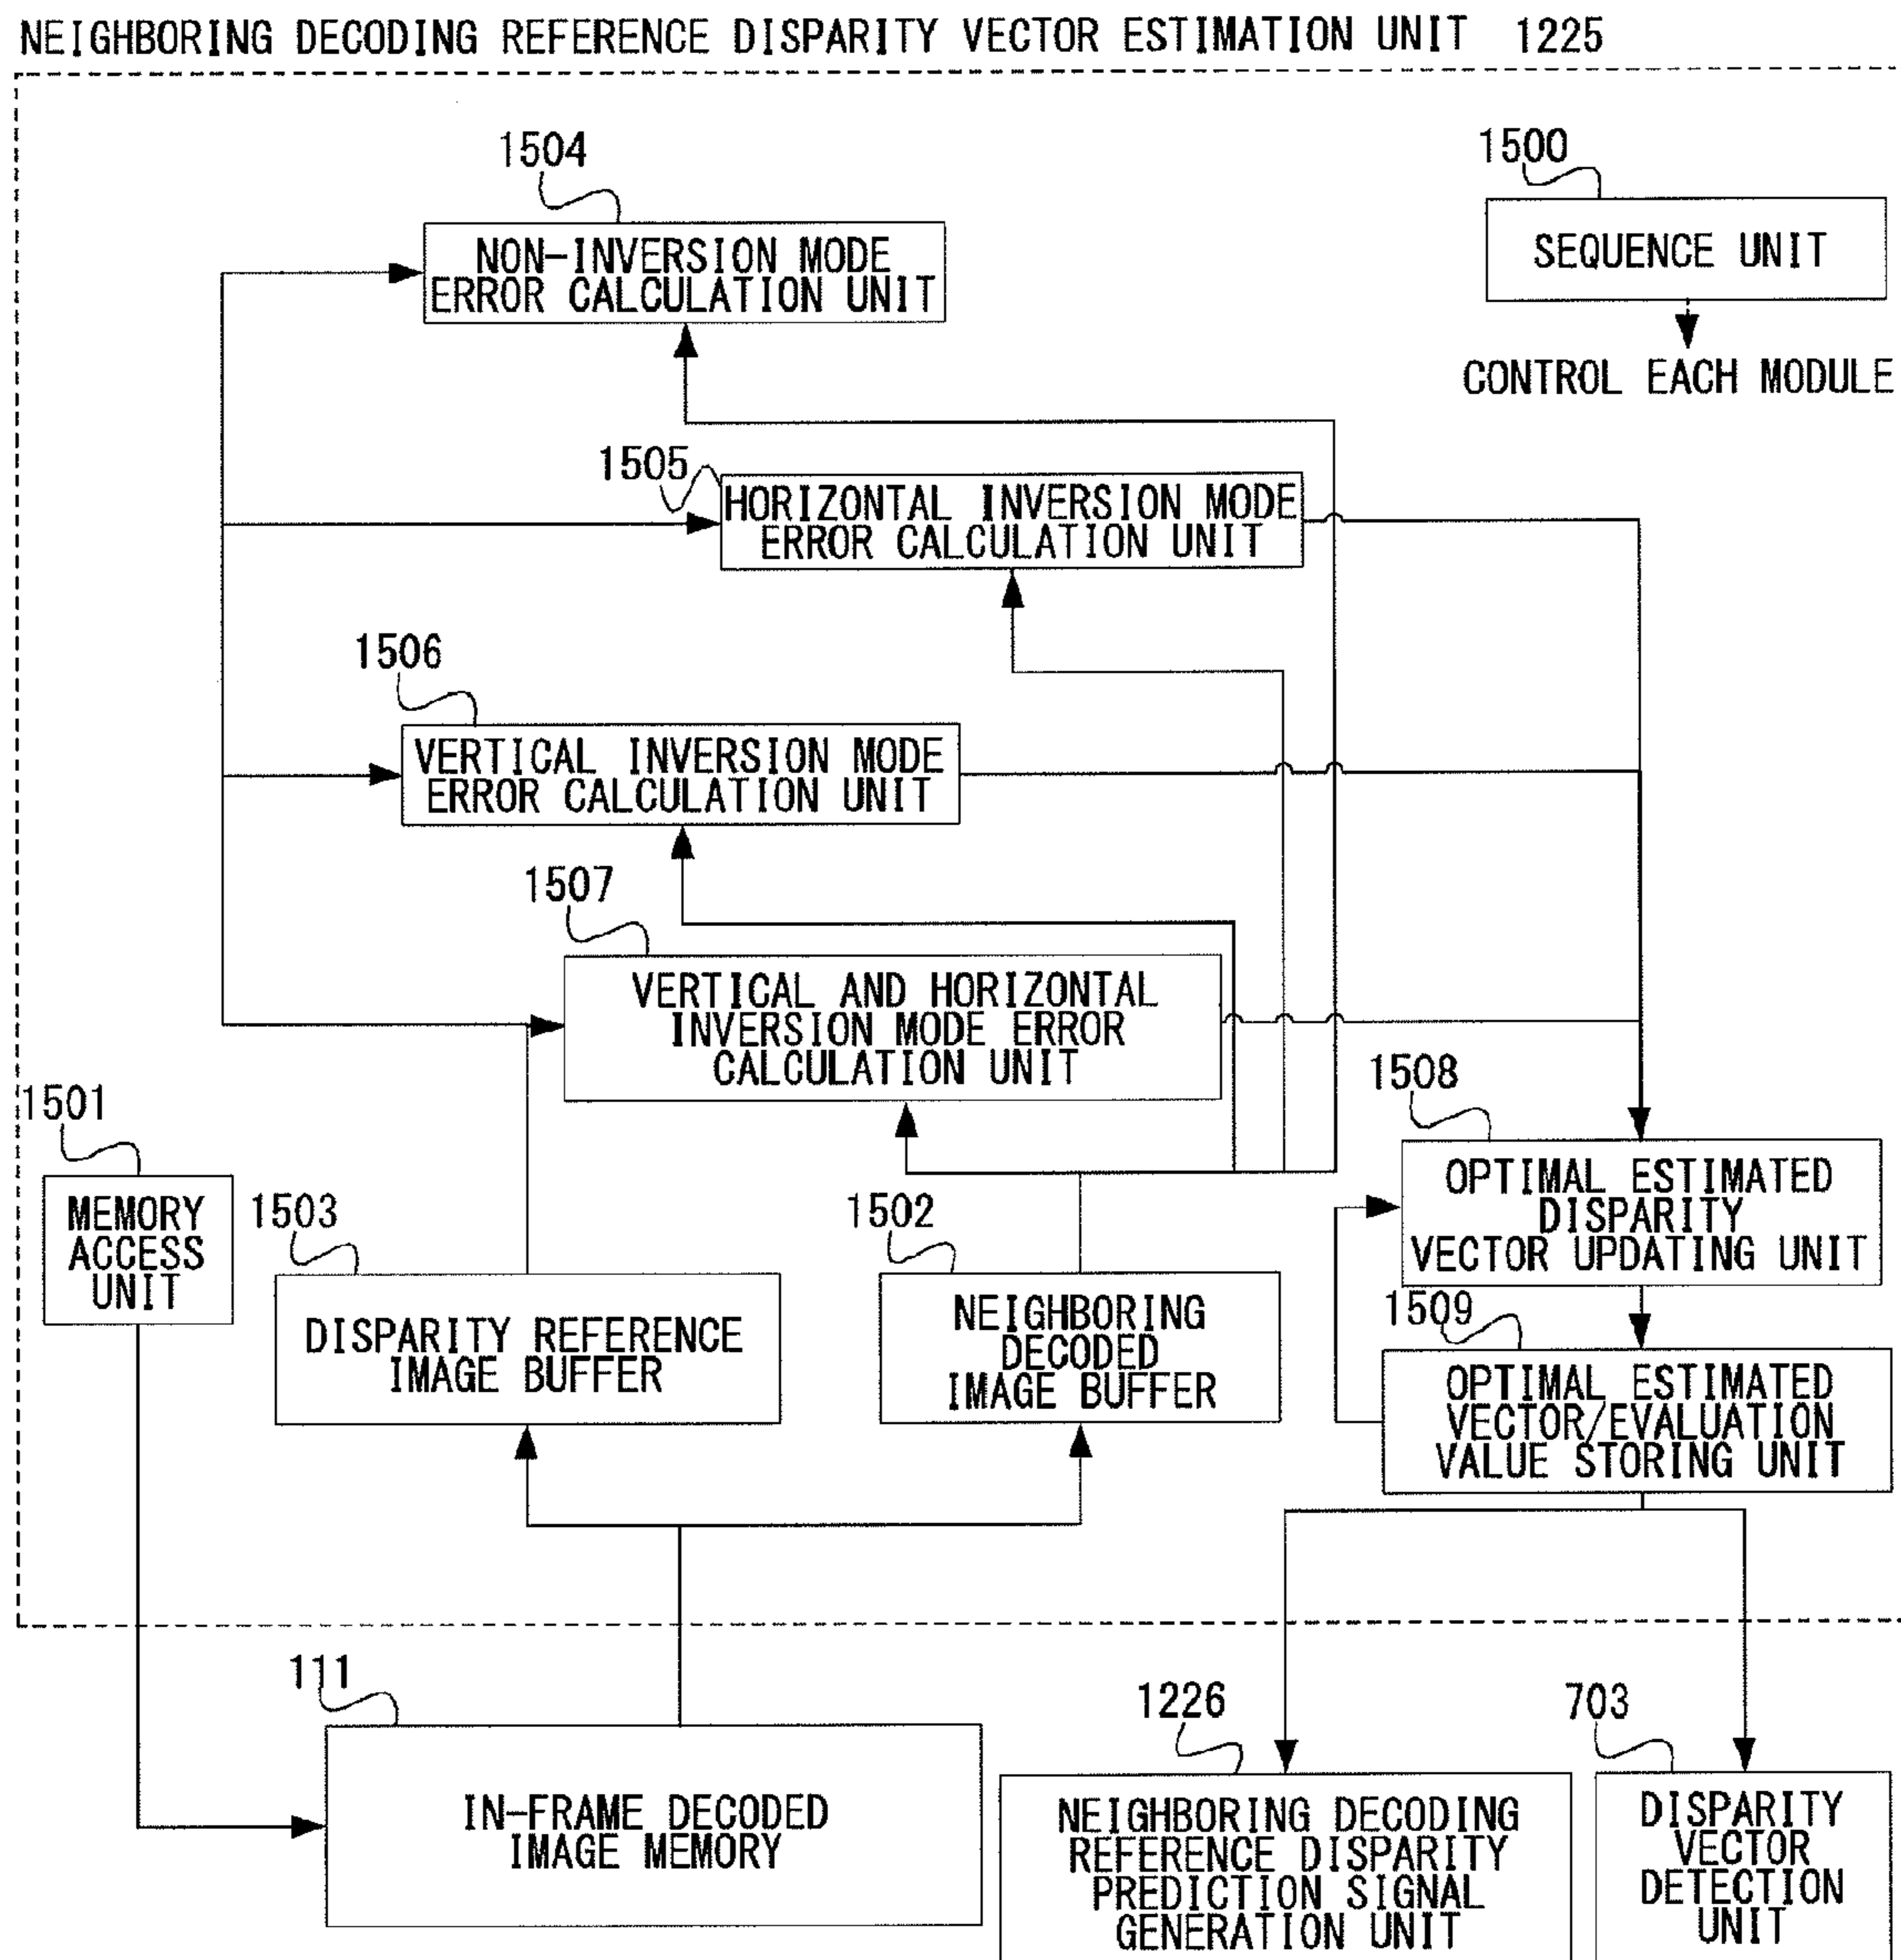 NEIGHBORING DECODING REFERENCE DISPARITY VECTOR ESTIMATION UNIT 1225
1504
NON-INVERSION MODE
ERROR CALCULATION UNIT
1500
SEQUENCE UNIT
CONTROL EACH MODULE
1505
HORIZONTAL INVERSION MODE
ERROR CALCULATION UNIT
1506
VERTICAL INVERSION MODE
ERROR CALCULATION UNIT
1507
VERTICAL AND HORIZONTAL
INVERSION MODE ERROR
CALCULATION UNIT
1501
MEMORY
ACCESS
UNIT
1503
DISPARITY REFERENCE
IMAGE BUFFER
1502
NEIGHBORING
DECODED
IMAGE BUFFER
1508
OPTIMAL ESTIMATED
DISPARITY
VECTOR UPDATING UNIT
1509
OPTIMAL ESTIMATED
VECTOR/EVALUATION
VALUE STORING UNIT
111
IN-FRAME DECODED
IMAGE MEMORY
1226
NEIGHBORING DECODING
REFERENCE DISPARITY
PREDICTION SIGNAL
GENERATION UNIT
703
DISPARITY
VECTOR
DETECTION
UNIT